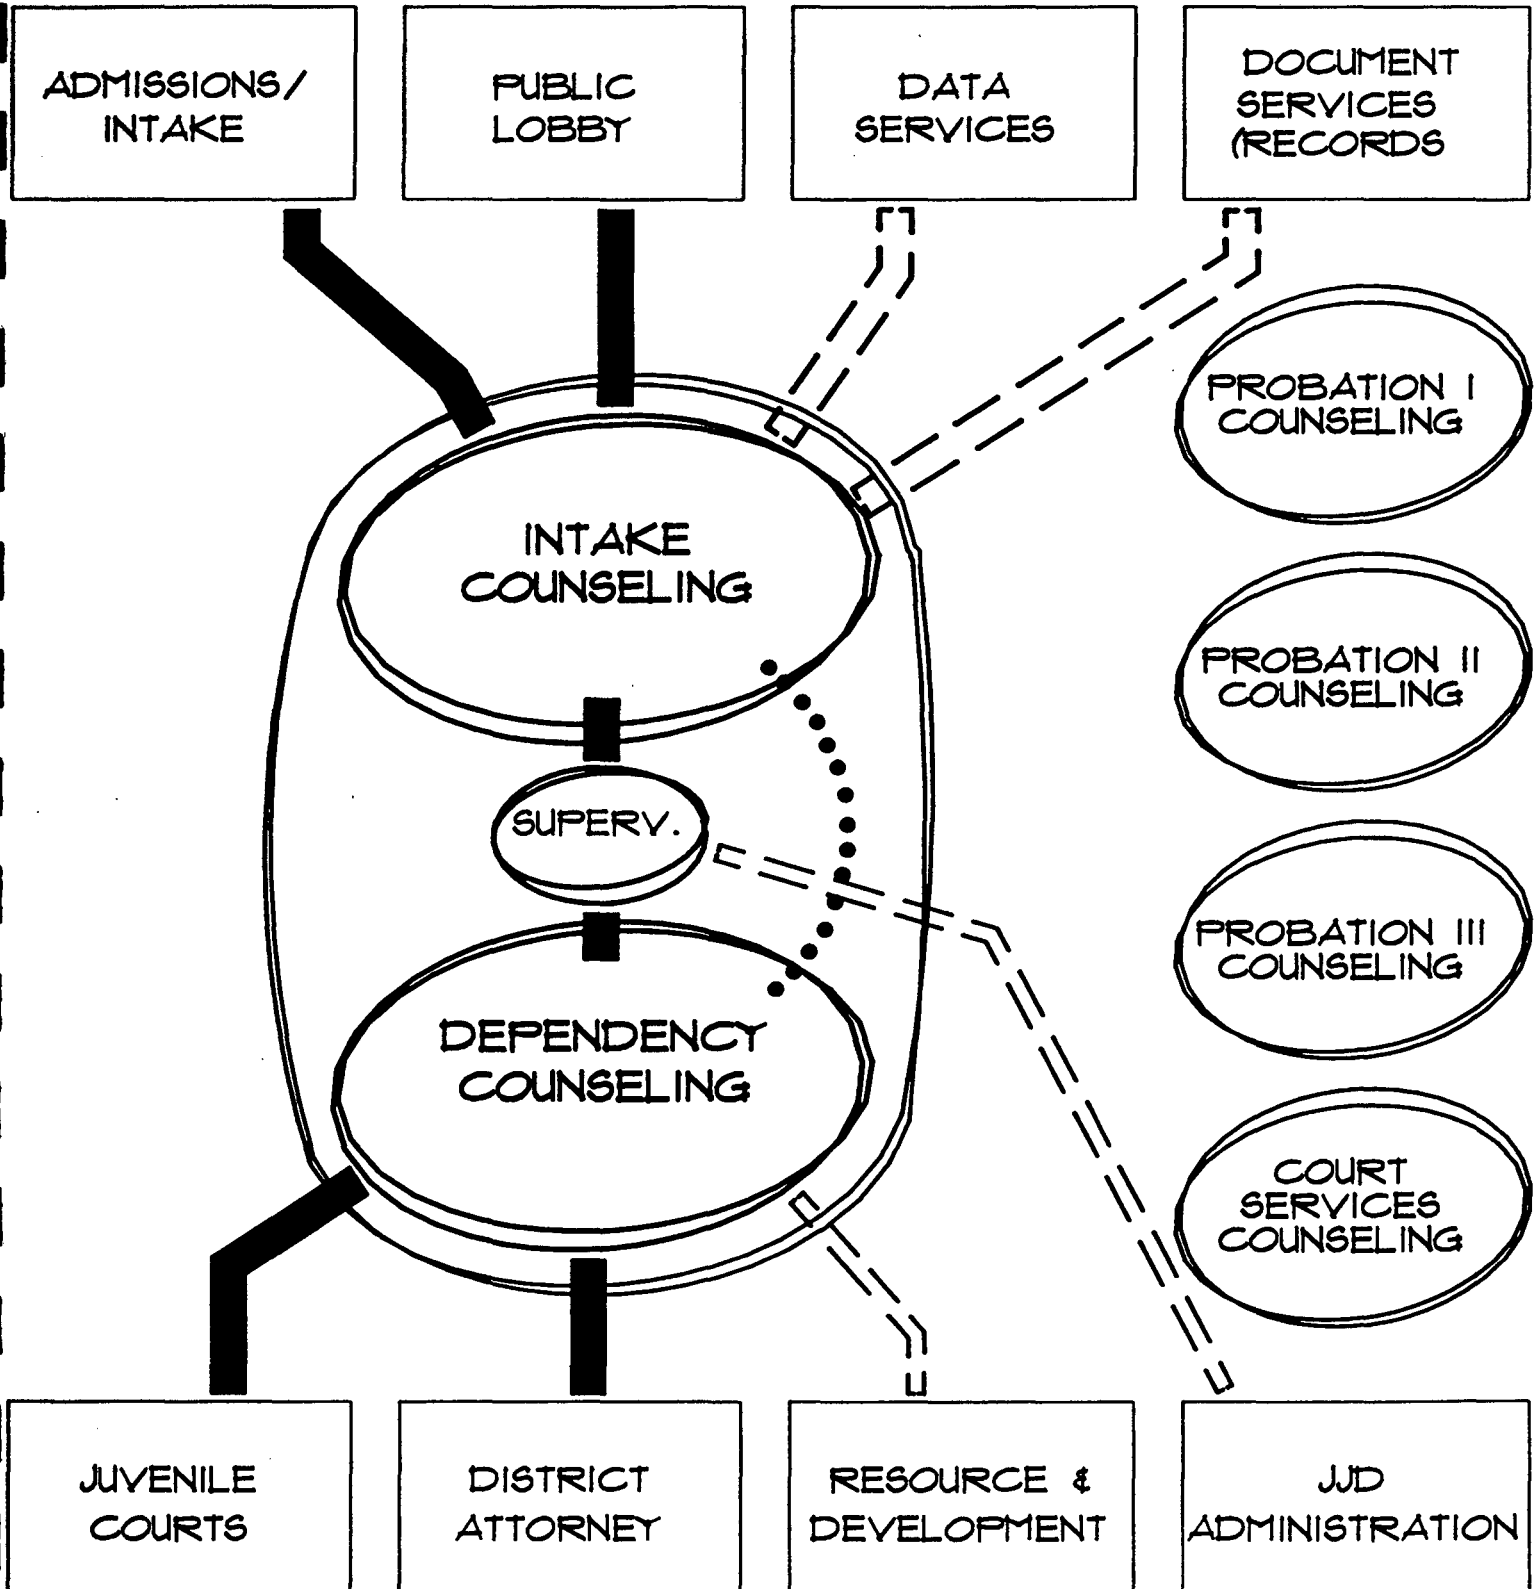 ADMISSIONS/
INTAKE
PUBLIC
LOBBY
DATA
SERVICES
DOCUMENT
SERVICES
(RECORDS
PROBATION I
COUNSELING
INTAKE
COUNSELING
PROBATION II
COUNSELING
SUPERV.
PROBATION III
COUNSELING
DEPENDENCY
COUNSELING
COURT
SERVICES
COUNSELING
JUVENILE
COURTS
DISTRICT
ATTORNEY
RESOURCE &
DEVELOPMENT
JJD
ADMINISTRATION